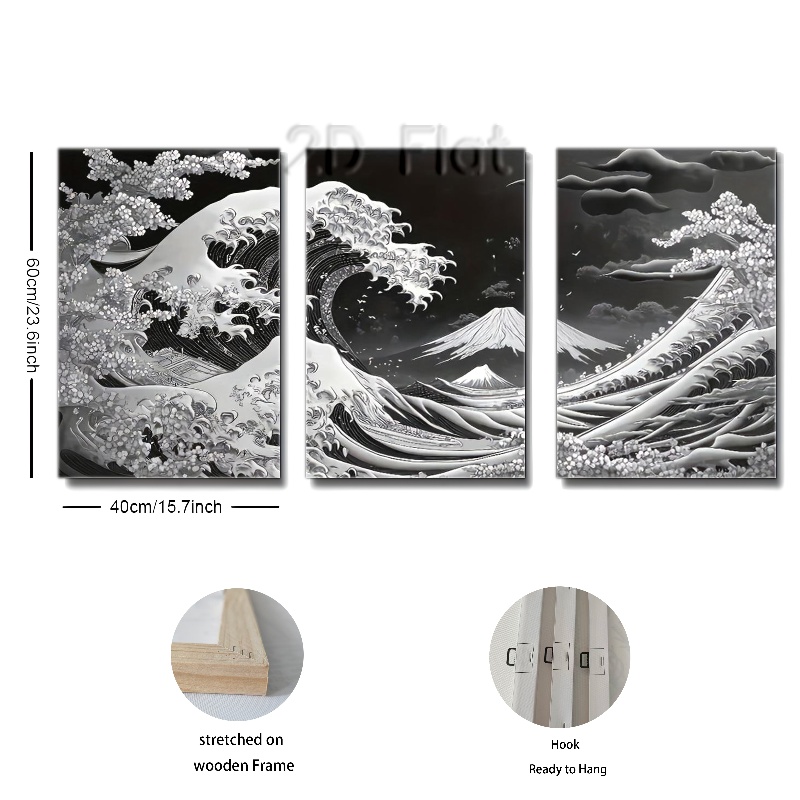 2D Flat
60cm/23.6inch
40cm/15.7inch
stretched on
wooden Frame
Hook
Ready to Hang